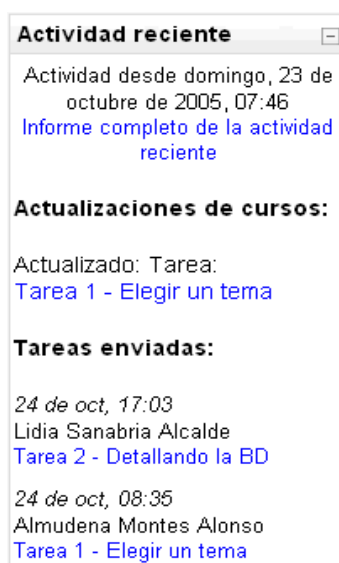 Actividad reciente
Actividad desde domingo, 23 de
octubre de 2005, 07:46
Informe completo de la actividad
reciente
Actualizaciones de cursos:
Actualizado: Tarea:
Tarea 1 - Elegir un tema
Tareas enviadas:
24 de oct, 17:03
Lidia Sanabria Alcalde
Tarea 2 - Detallando la BD
24 de oct, 08:35
Almudena Montes Alonso
Tarea 1 - Elegir un tema